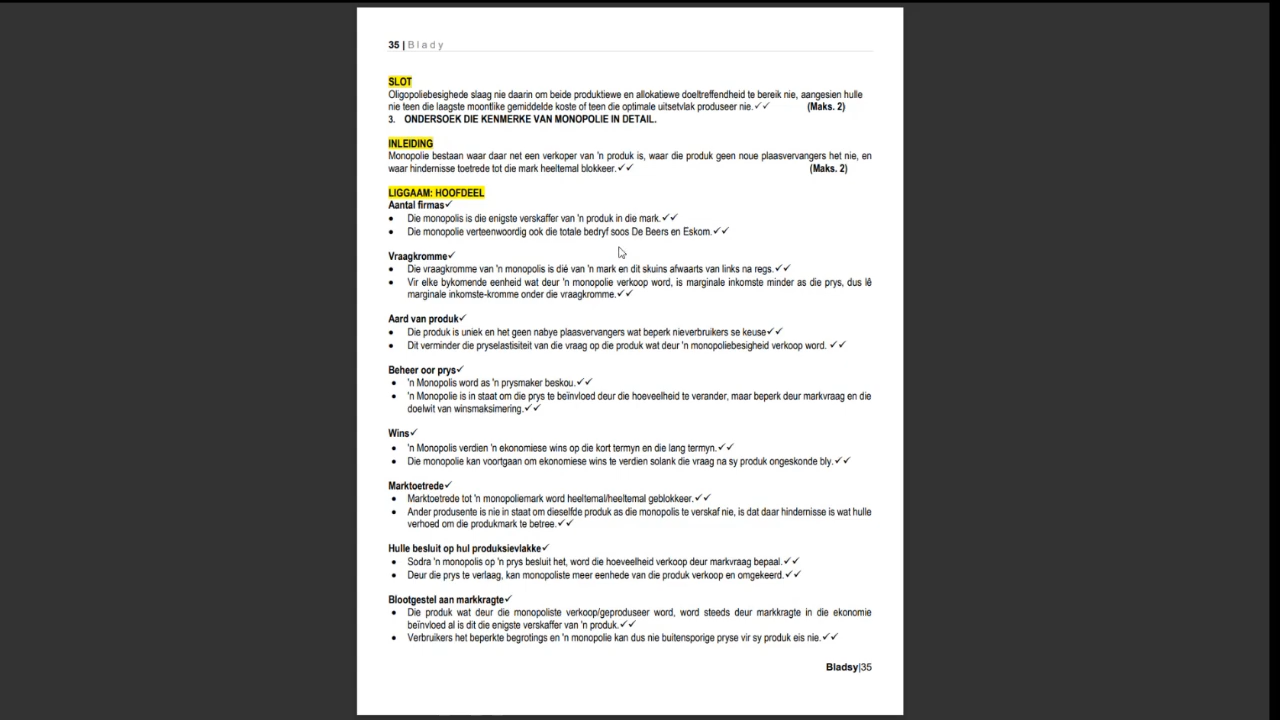 35 | Blady
SLOT
Oligopoliebesighede slaag nie daarin om beide produktiewe en allokatiewe doeltreffendheid te bereik nie, aangesien hulle
nie teen die laagste moontlike gemiddelde koste of teen die optimale uitsetvlak produseer nie.✓✓ (Maks. 2)
3. ONDERSOEK DIE KENMERKE VAN MONOPOLIE IN DETAIL.
INLEIDING
Monopolie bestaan waar daar net een verkoper van 'n produk is, waar die produk geen noue plaasvervangers het nie, en
waar hindernisse toetrede tot die mark heeltemal blokkeer.✓✓ (Maks. 2)
LIGGAAM: HOOFDEEL
Aantal firmas✓
• Die monopolis is die enigste verskaffer van 'n produk in die mark.✓✓
• Die monopolie verteenwoordig ook die totale bedryf soos De Beers en Eskom.✓✓
Vraagkromme✓
• Die vraagkromme van 'n monopolis is dié van 'n mark en dit skuins afwaarts van links na regs.✓✓
• Vir elke bykomende eenheid wat deur 'n monopolie verkoop word, is marginale inkomste minder as die prys, dus lê
marginale inkomste-kromme onder die vraagkromme.✓✓
Aard van produk✓
• Die produk is uniek en het geen nabye plaasvervangers wat beperk nieverbruikers se keuse✓✓
• Dit verminder die pryselastisiteit van die vraag op die produk wat deur 'n monopoliebesigheid verkoop word. ✓✓
Beheer oor prys✓
• 'n Monopolis word as 'n prysmaker beskou.✓✓
• 'n Monopolie is in staat om die prys te beïnvloed deur die hoeveelheid te verander, maar beperk deur markvraag en die
doelwit van winsmaksimering.✓✓
Wins✓
• 'n Monopolis verdien 'n ekonomiese wins op die kort termyn en die lang termyn.✓✓
• Die monopolie kan voortgaan om ekonomiese wins te verdien solank die vraag na sy produk ongeskonde bly.✓✓
Marktoetrede✓
• Marktoetrede tot 'n monopoliemark word heeltemal/heeltemal geblokkeer.✓✓
• Ander produsente is nie in staat om dieselfde produk as die monopolis te verskaf nie, is dat daar hindernisse is wat hulle
verhoed om die produkmark te betree.✓✓
Hulle besluit op hul produksievlakke✓
• Sodra 'n monopolis op 'n prys besluit het, word die hoeveelheid verkoop deur markvraag bepaal.✓✓
• Deur die prys te verlaag, kan monopoliste meer eenhede van die produk verkoop en omgekeerd.✓✓
Blootgestel aan markkragte✓
• Die produk wat deur die monopoliste verkoop/geproduseer word, word steeds deur markkragte in die ekonomie
beïnvloed al is dit die enigste verskaffer van 'n produk.✓✓
• Verbruikers het beperkte begrotings en 'n monopolie kan dus nie buitensporige pryse vir sy produk eis nie.✓✓
Bladsy|35